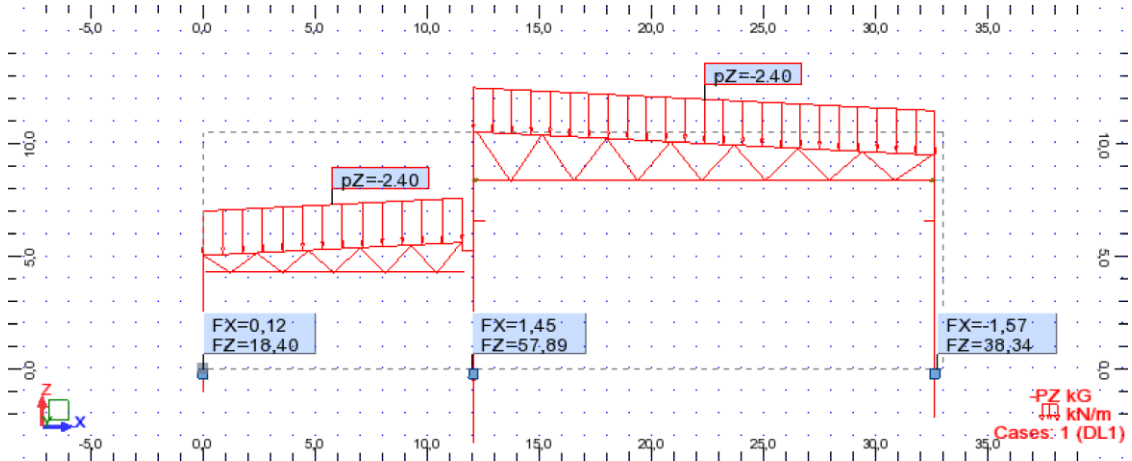 -5,0 0,0 5,0 10,0 15,0 20,0 25,0 30,0 35,0
pZ=-2.40
10,0 10,0
pZ=-2.40
5,0 5,0
FX=0,12 FX=1,45 FX=-1,57
FZ=18,40 FZ=57,89 FZ=38,34
0,0 0,0
Z
Y X
-PZ kG
kN/m
Cases: 1 (DL1)
-5,0 0,0 5,0 10,0 15,0 20,0 25,0 30,0 35,0